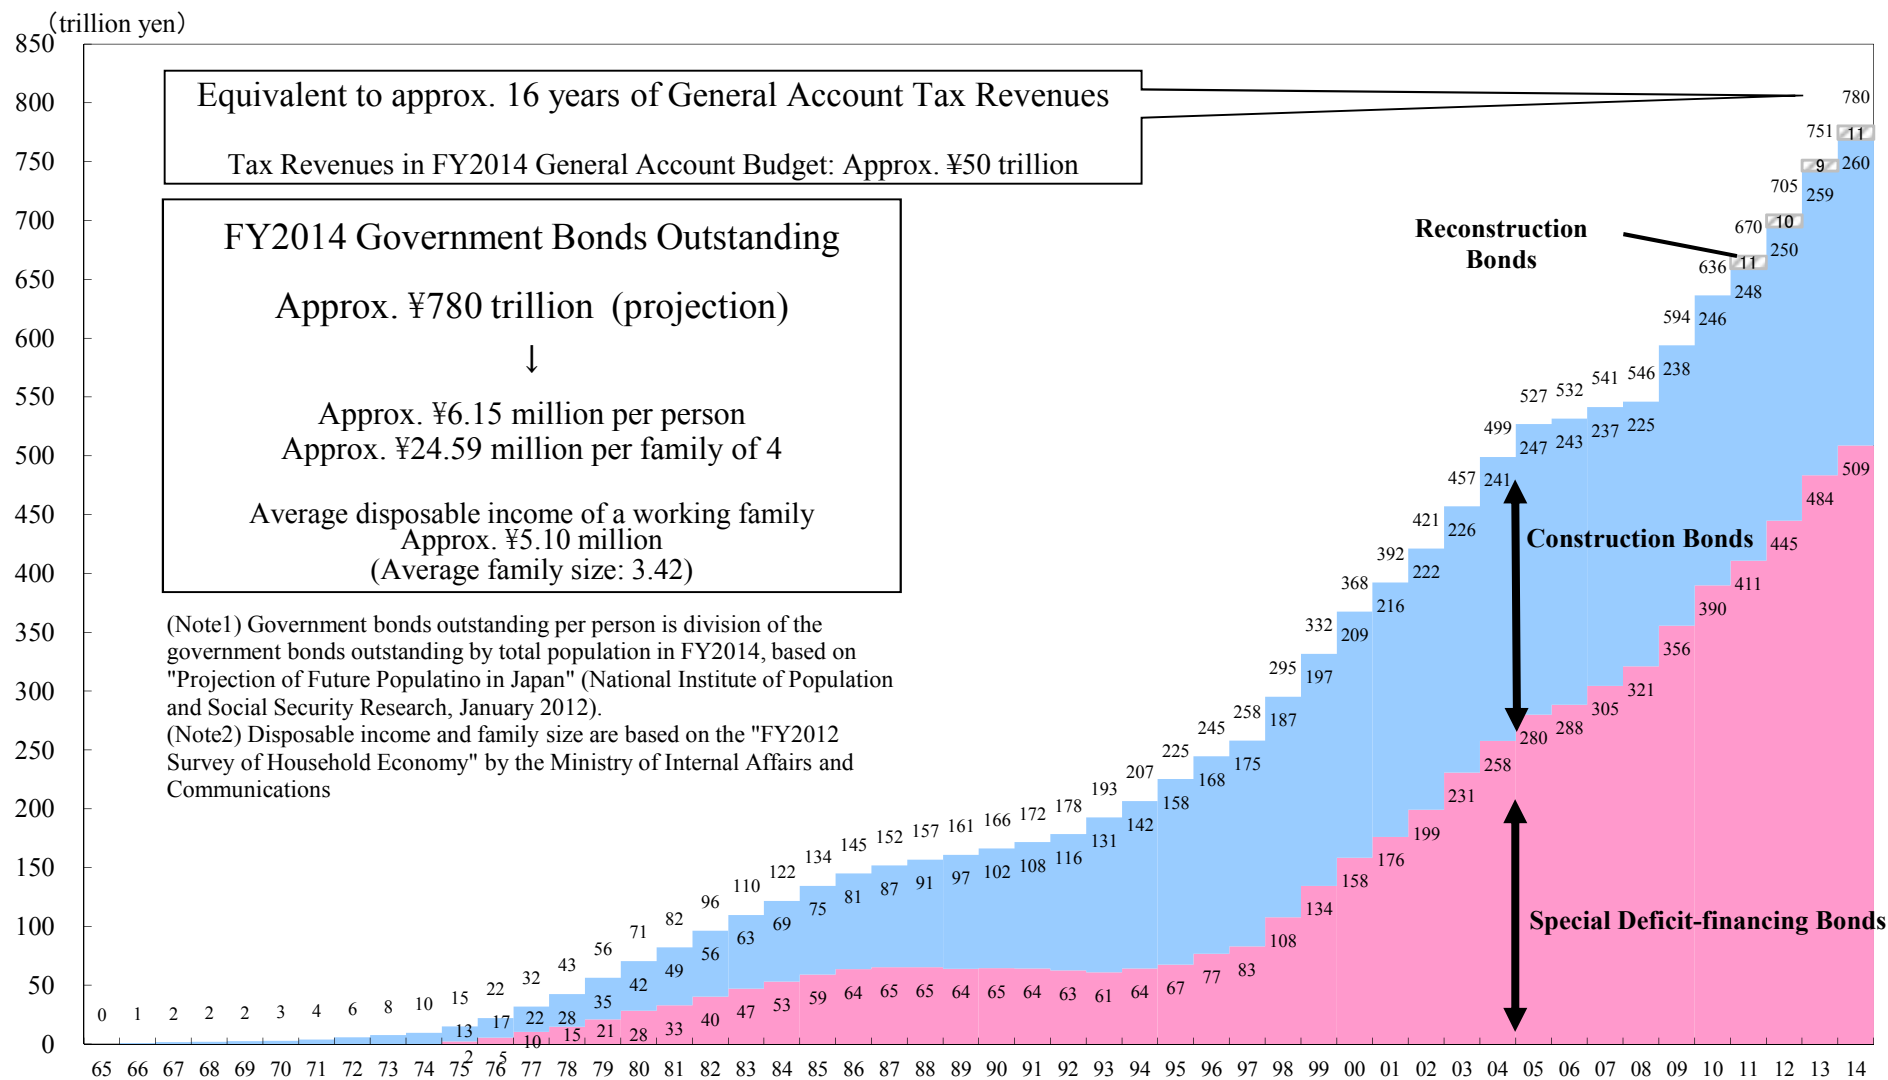 (trillion yen)
850
800
750
700
650
600
550
500
450
400
350
300
250
200
150
100
50
0
Equivalent to approx. 16 years of General Account Tax Revenues
Tax Revenues in FY2014 General Account Budget: Approx. ¥50 trillion
FY2014 Government Bonds Outstanding
Approx. ¥780 trillion (projection)
↓
Approx. ¥6.15 million per person
Approx. ¥24.59 million per family of 4
Average disposable income of a working family
Approx. ¥5.10 million
(Average family size: 3.42)
(Note1) Government bonds outstanding per person is division of the
government bonds outstanding by total population in FY2014, based on
"Projection of Future Populatino in Japan" (National Institute of Population
and Social Security Research, January 2012).
(Note2) Disposable income and family size are based on the "FY2012
Survey of Household Economy" by the Ministry of Internal Affairs and
Communications
Reconstruction
Bonds
Construction Bonds
Special Deficit-financing Bonds
0 1 2 2 2 3 4 6 8 10 15 22 32 43 56 71 82 96 110 122 134 145 152 157 161 166 172 178 193 207 225 245 258 295 332 368 392 421 457 499 527 532 541 546 594 636 670 705 751 780
11 10 9 11
13 17 22 28 35 42 49 56 63 69 75 81 87 91 97 102 108 116 131 142 158 168 175 187 197 209 216 222 226 241 247 243 237 225 238 246 248 250 259 260
2 5 10 15 21 28 33 40 47 53 59 64 65 65 64 65 64 63 61 64 67 77 83 108 134 158 176 199 231 258 280 288 305 321 356 390 411 445 484 509
65 66 67 68 69 70 71 72 73 74 75 76 77 78 79 80 81 82 83 84 85 86 87 88 89 90 91 92 93 94 95 96 97 98 99 00 01 02 03 04 05 06 07 08 09 10 11 12 13 14